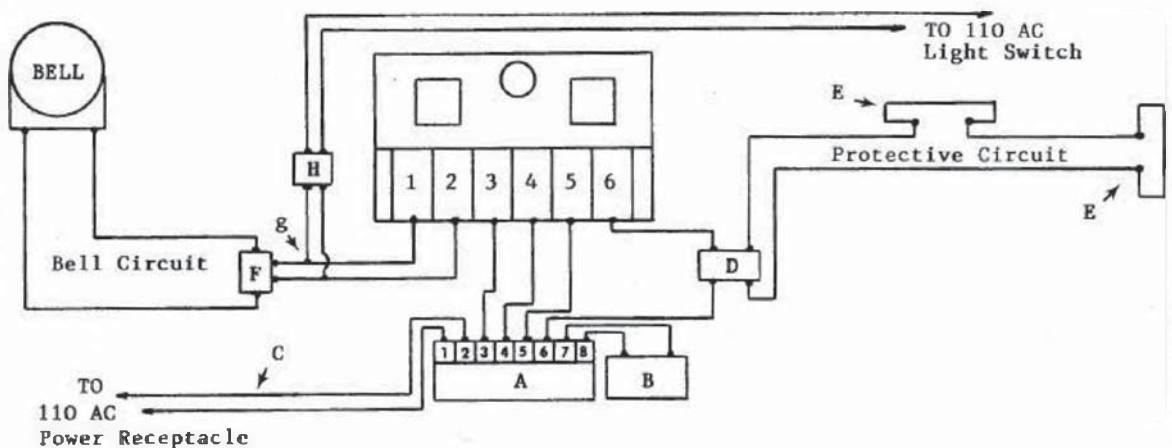 TO 110 AC
Light Switch
BELL
E
H
Protective Circuit
1 2 3 4 5 6
E
g
Bell Circuit
F
D
C
1 2 3 4 5 6 7 8
A
B
TO
110 AC
Power Receptacle